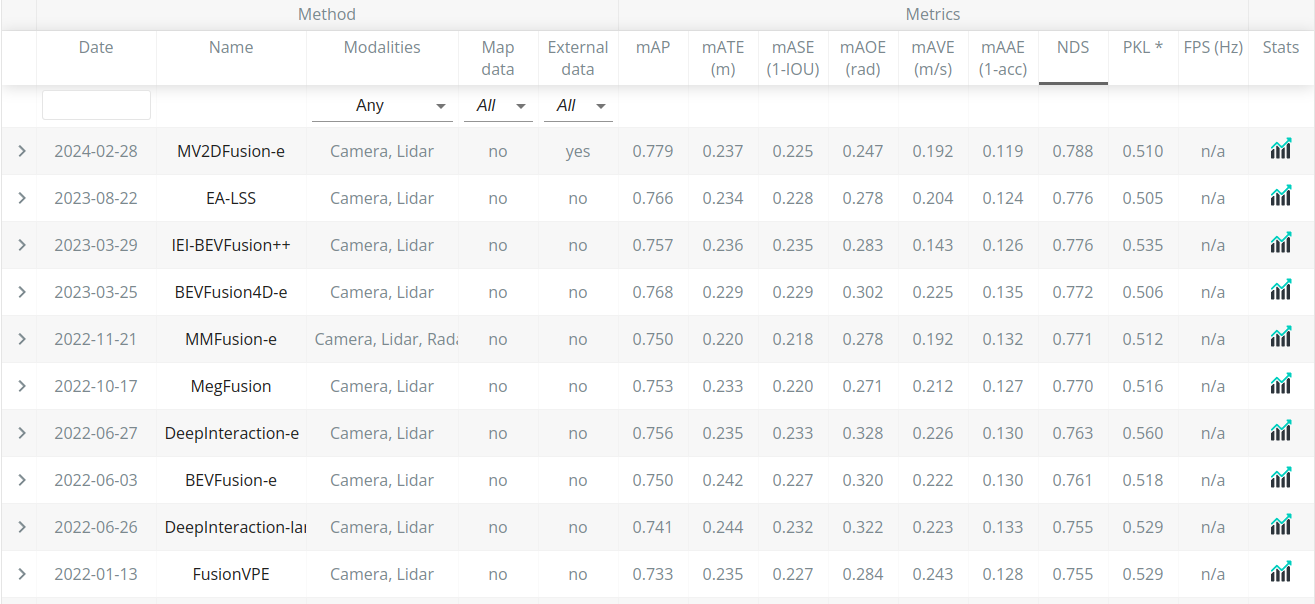 Method Metrics
Date Name Modalities Map data External data mAP mATE (m) mASE (1-IOU) mAOE (rad) mAVE (m/s) mAAE (1-acc) NDS PKL * FPS (Hz) Stats
Any All All
2024-02-28 MV2DFusion-e Camera, Lidar no yes 0.779 0.237 0.225 0.247 0.192 0.119 0.788 0.510 n/a
2023-08-22 EA-LSS Camera, Lidar no no 0.766 0.234 0.228 0.278 0.204 0.124 0.776 0.505 n/a
2023-03-29 IEI-BEVFusion++ Camera, Lidar no no 0.757 0.236 0.235 0.283 0.143 0.126 0.776 0.535 n/a
2023-03-25 BEVFusion4D-e Camera, Lidar no no 0.768 0.229 0.229 0.302 0.225 0.135 0.772 0.506 n/a
2022-11-21 MMFusion-e Camera, Lidar, Rada no no 0.750 0.220 0.218 0.278 0.192 0.132 0.771 0.512 n/a
2022-10-17 MegFusion Camera, Lidar no no 0.753 0.233 0.220 0.271 0.212 0.127 0.770 0.516 n/a
2022-06-27 DeepInteraction-e Camera, Lidar no no 0.756 0.235 0.233 0.328 0.226 0.130 0.763 0.560 n/a
2022-06-03 BEVFusion-e Camera, Lidar no no 0.750 0.242 0.227 0.320 0.222 0.130 0.761 0.518 n/a
2022-06-26 DeepInteraction-lar Camera, Lidar no no 0.741 0.244 0.232 0.322 0.223 0.133 0.755 0.529 n/a
2022-01-13 FusionVPE Camera, Lidar no no 0.733 0.235 0.227 0.284 0.243 0.128 0.755 0.529 n/a